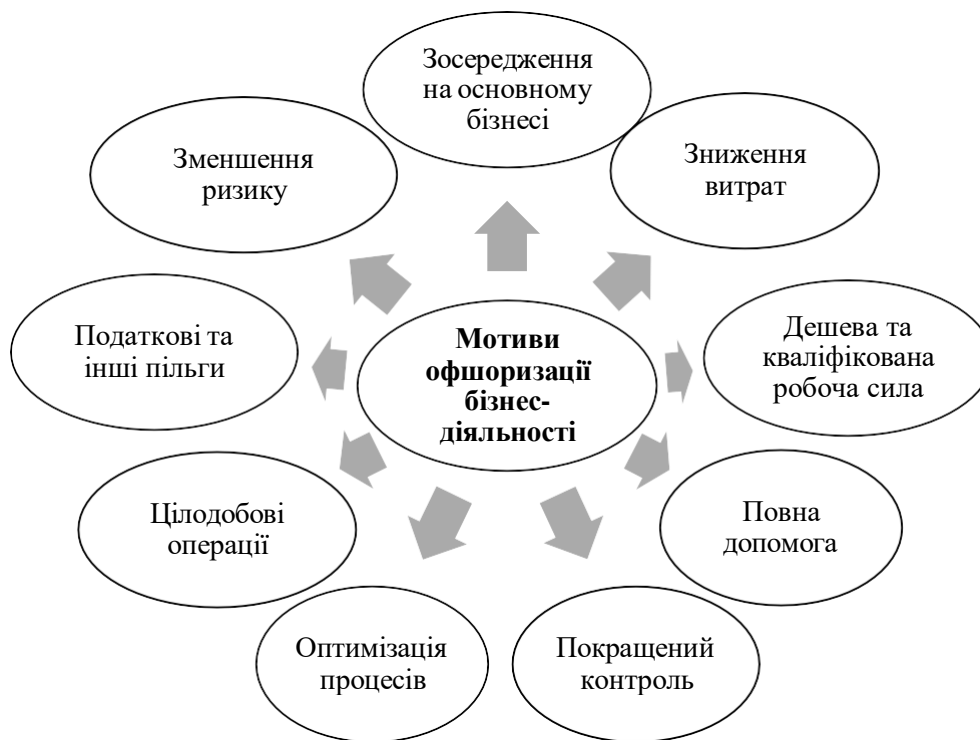 Зосередження
на основному
бізнесі
Зниження
витрат
Дешева та
кваліфікована
робоча сила
Повна
допомога
Покращений
контроль
Оптимізація
процесів
Цілодобові
операції
Податкові та
інші пільги
Зменшення
ризику
Мотиви
офшоризації
бізнес-
діяльності